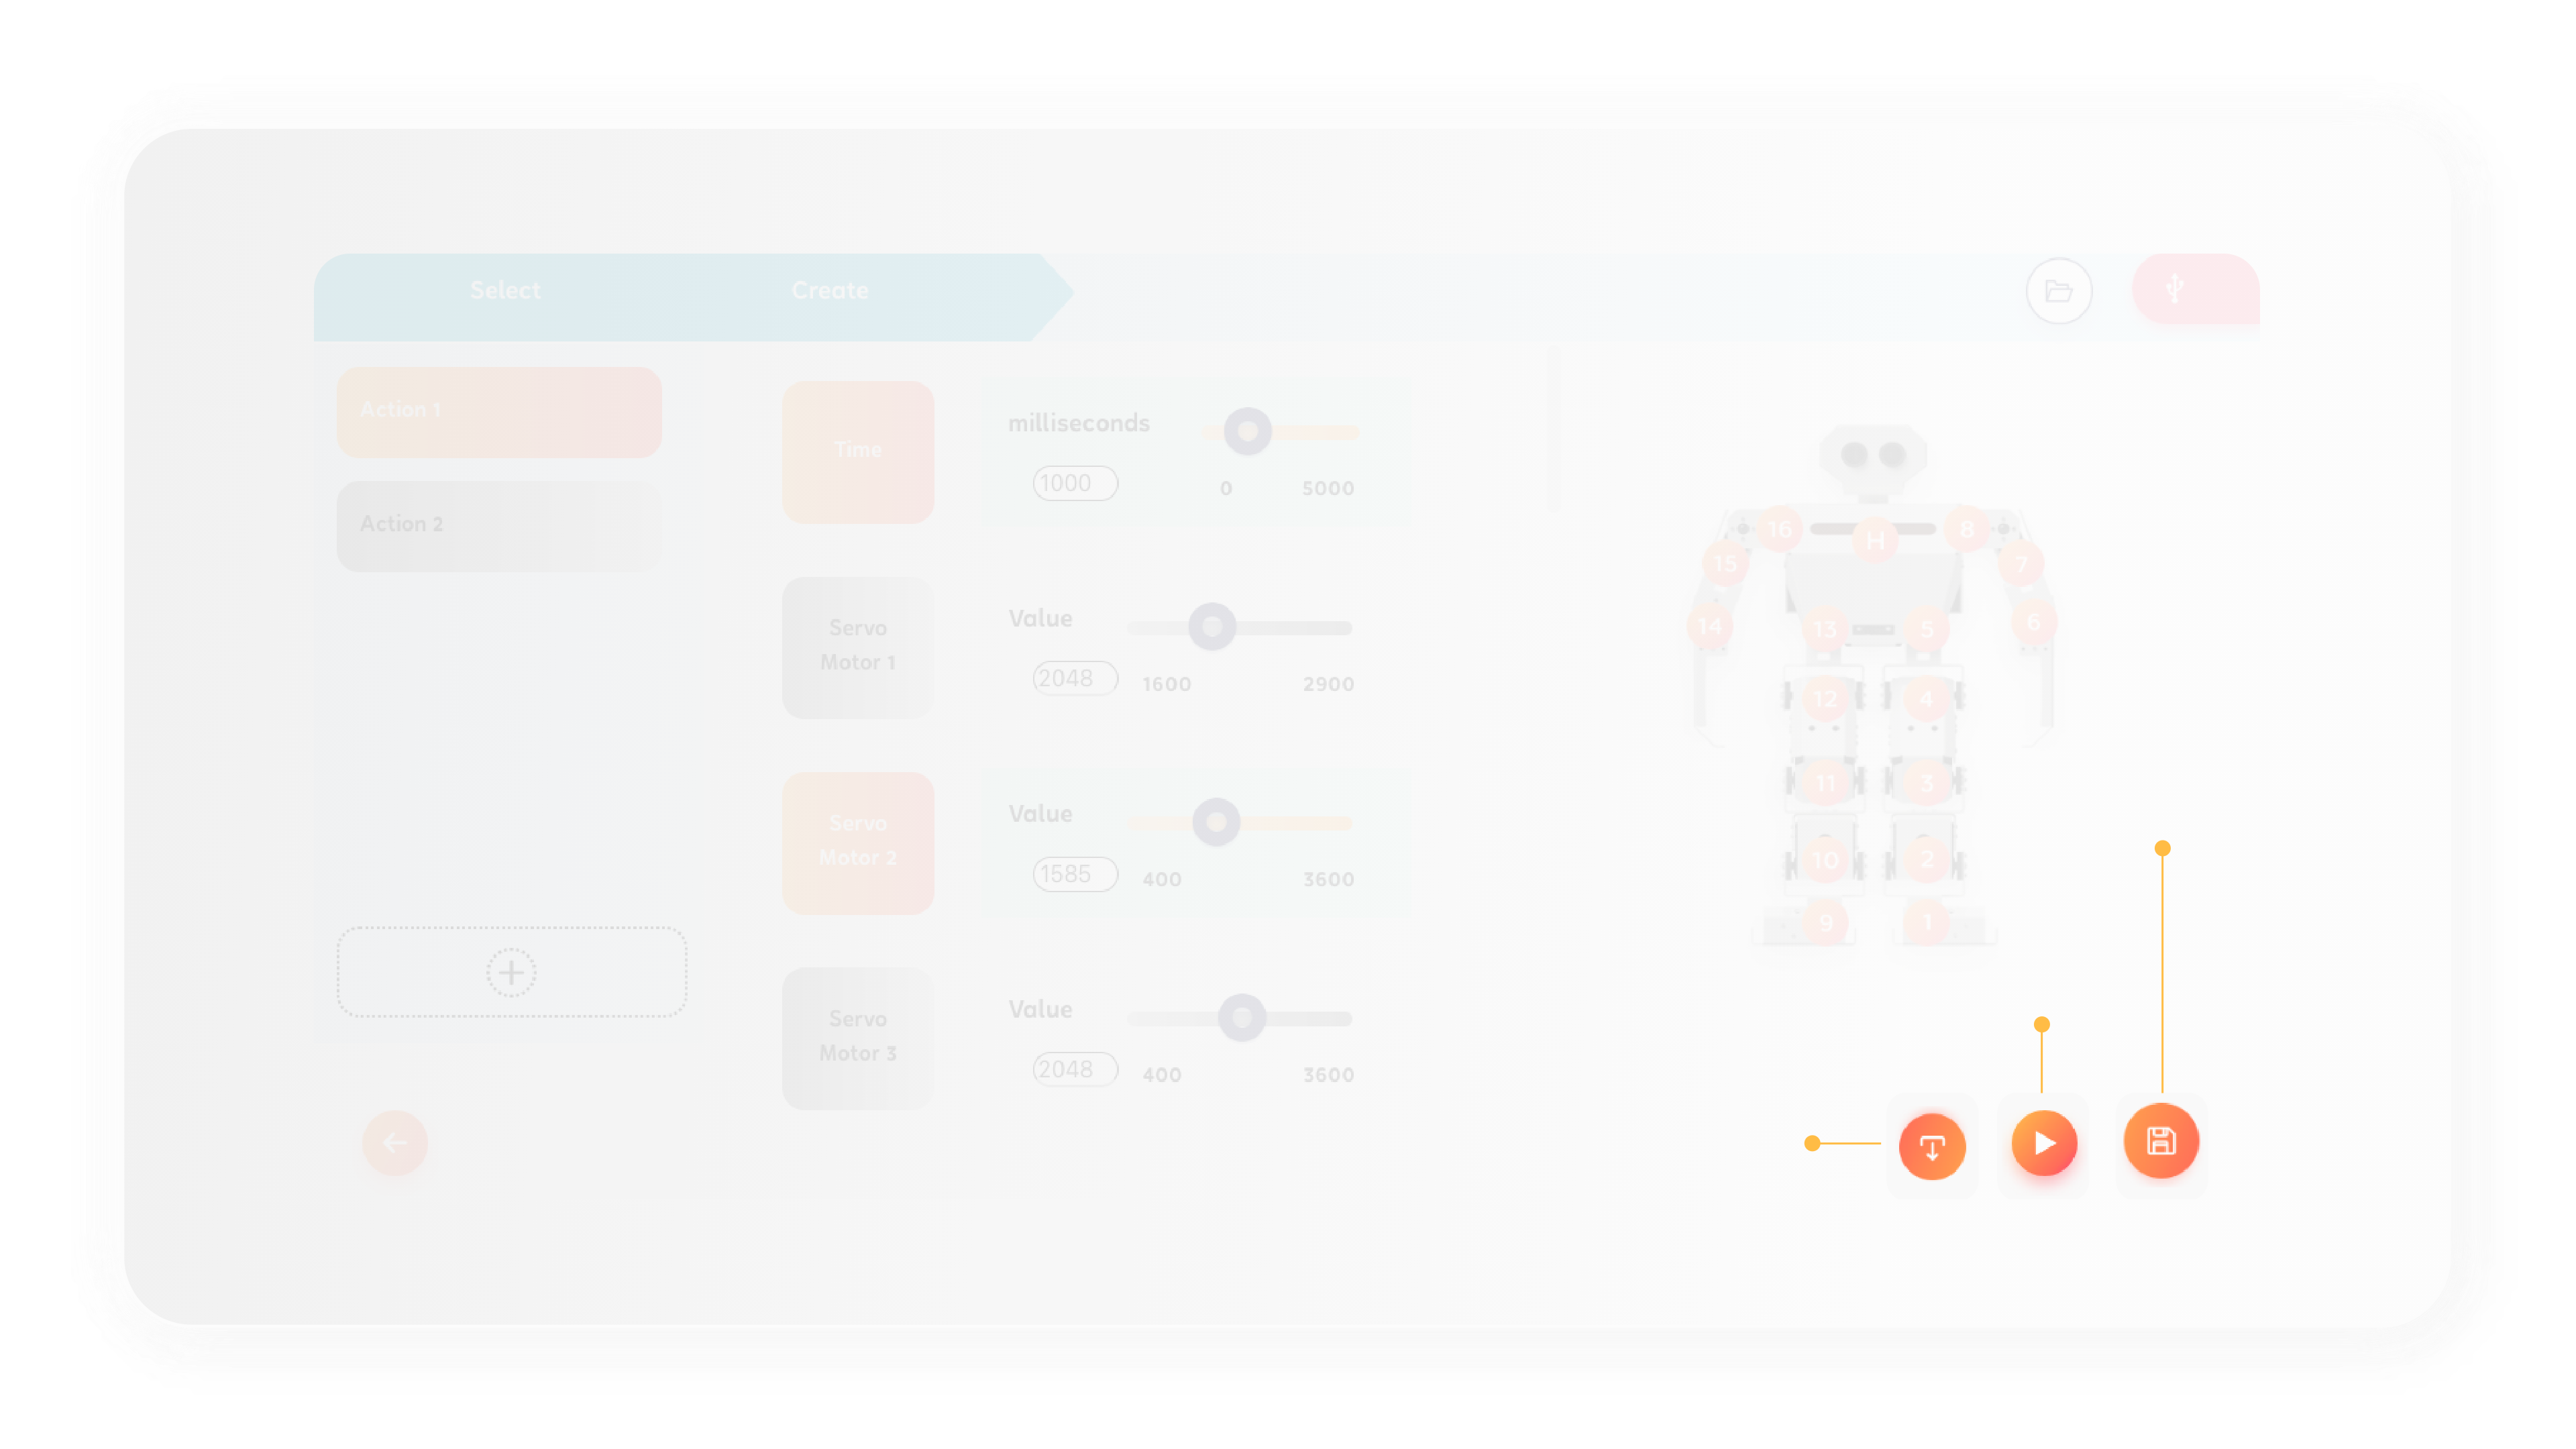 Select
Create
Action 1
Action 2
Time
milliseconds
1000
0
5000
Servo
Motor 1
Value
2048
1600
2900
Servo
Motor 2
Value
1585
400
3600
Servo
Motor 3
Value
2048
400
3600
16
H
8
15
7
14
13
5
6
12
4
11
3
10
2
9
1